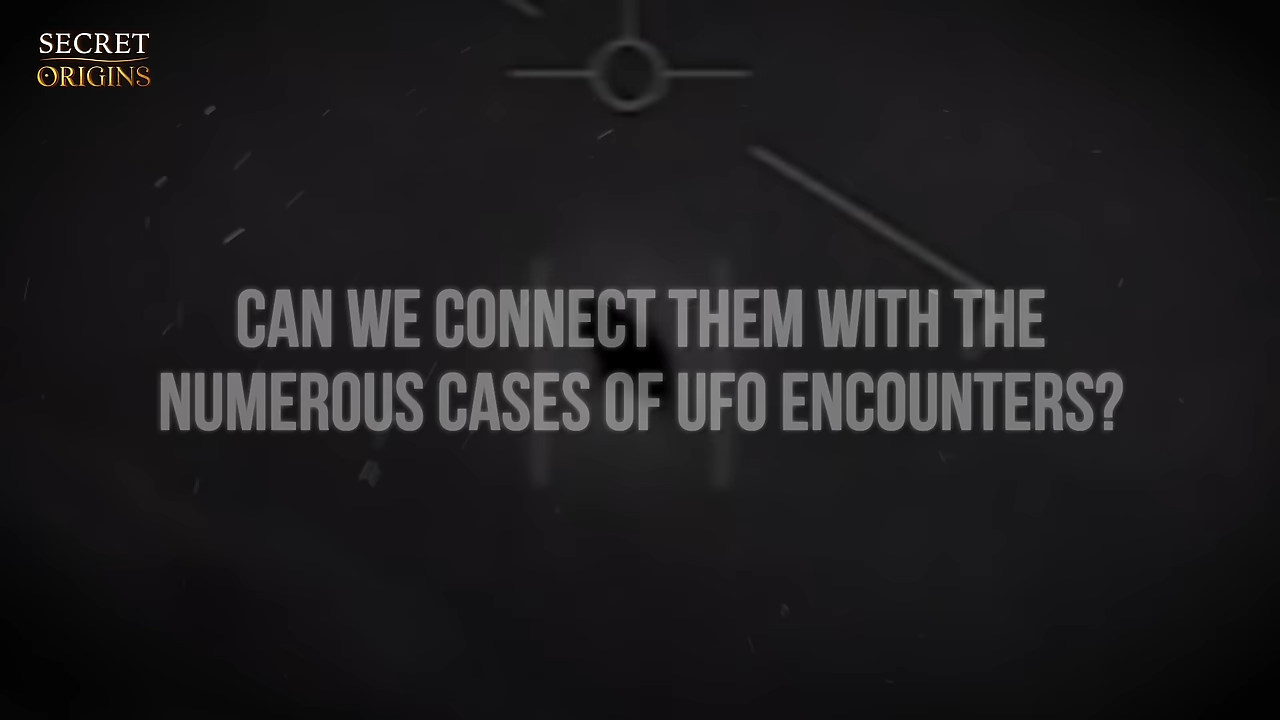 SECRET
ORIGINS
CAN WE CONNECT THEM WITH THE
NUMEROUS CASES OF UFO ENCOUNTERS?